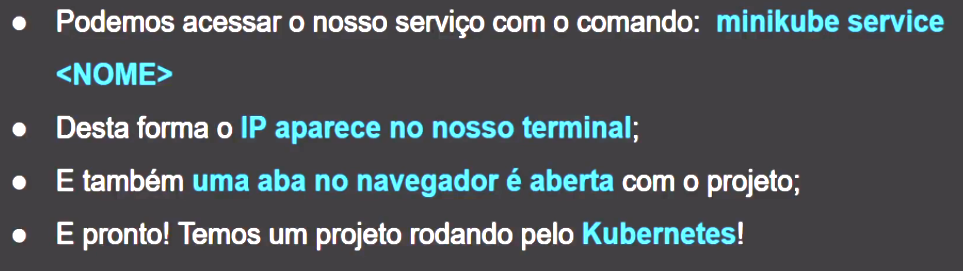 ● Podemos acessar o nosso serviço com o comando: minikube service
<NOME>
● Desta forma o IP aparece no nosso terminal;
● E também uma aba no navegador é aberta com o projeto;
● E pronto! Temos um projeto rodando pelo Kubernetes!